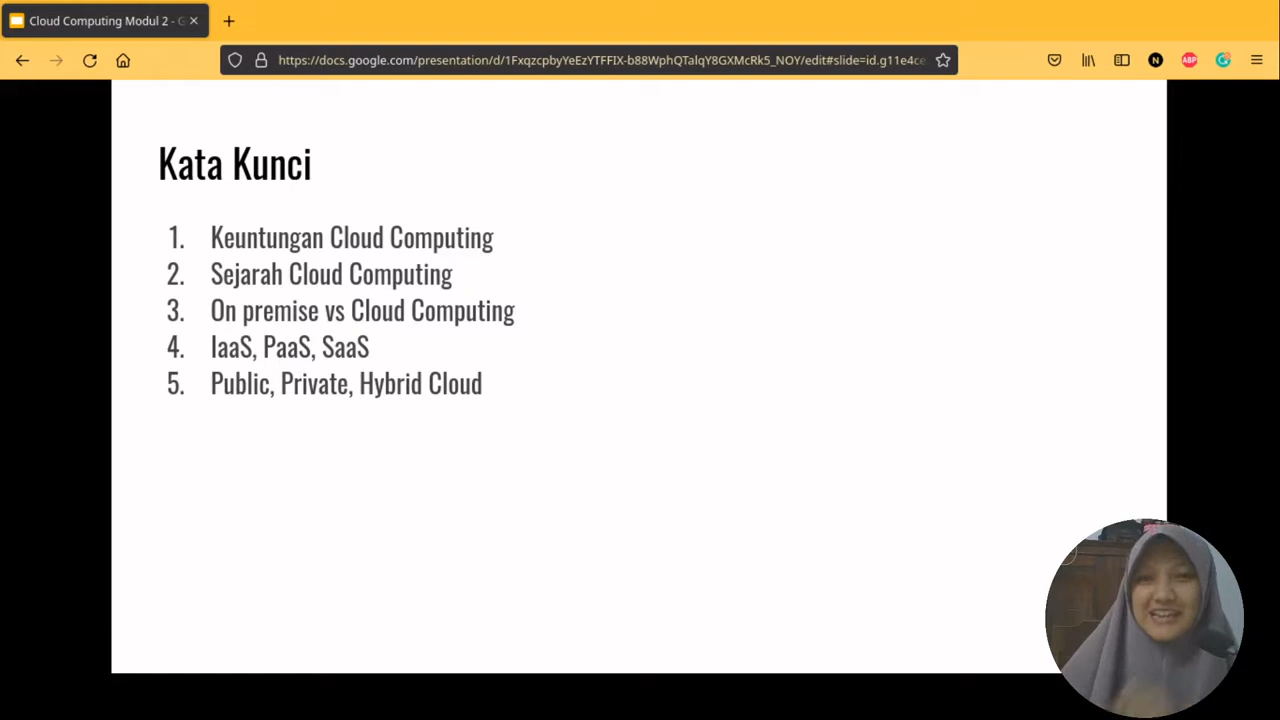 Cloud Computing Modul 2 - G
https://docs.google.com/presentation/d/1FxqzcpbyYeEzYTFFIX-b88WphQTalqY8GXMcRk5_NOY/edit#slide=id.g11e4ce
N
ABP
Kata Kunci
1. Keuntungan Cloud Computing
2. Sejarah Cloud Computing
3. On premise vs Cloud Computing
4. IaaS, PaaS, SaaS
5. Public, Private, Hybrid Cloud